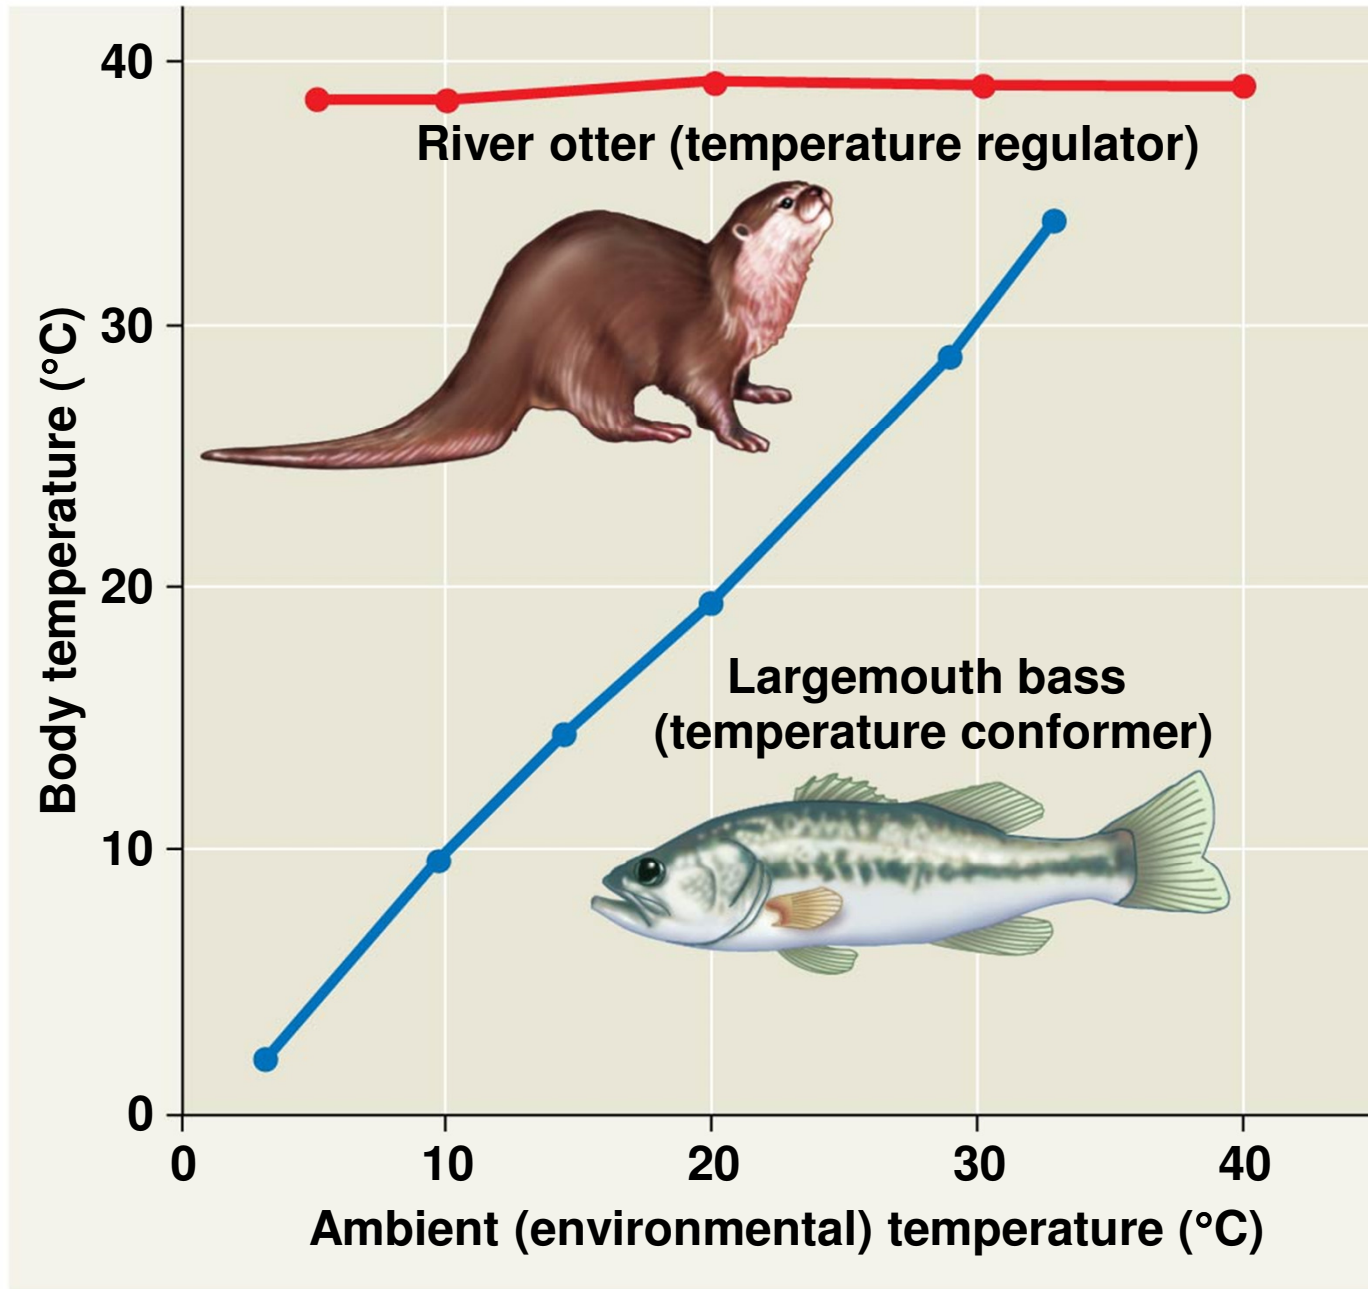 40
River otter (temperature regulator)
30
Body temperature (°C)
20
Largemouth bass
(temperature conformer)
10
0
0 10 20 30 40
Ambient (environmental) temperature (°C)